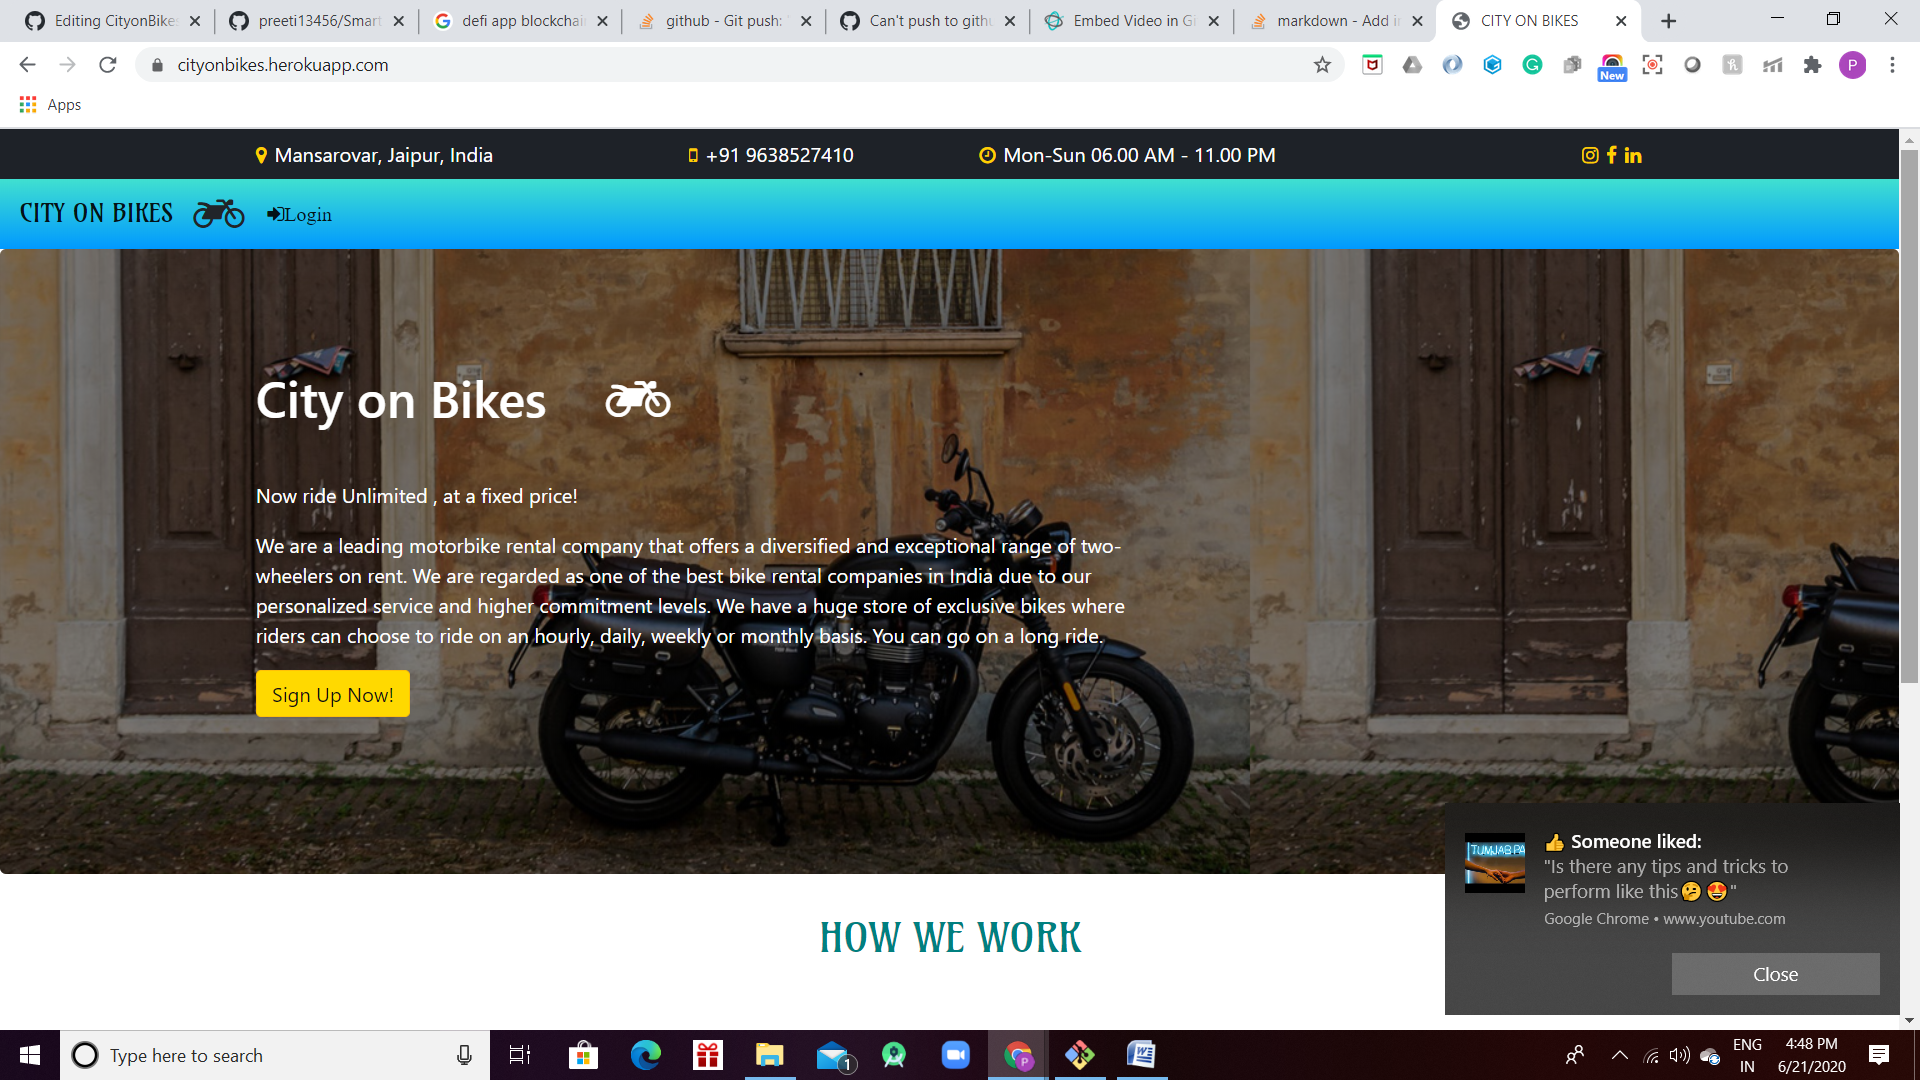 Editing CityonBike
preeti13456/Smart
defi app blockchai
github - Git push: "
Can't push to gith
Embed Video in Gi
markdown - Add i
CITY ON BIKES
cityonbikes.herokuapp.com
New
P
Apps
Mansarovar, Jaipur, India
+91 9638527410
Mon-Sun 06.00 AM - 11.00 PM
CITY ON BIKES
Login
City on Bikes
Now ride Unlimited , at a fixed price!
We are a leading motorbike rental company that offers a diversified and exceptional range of two-
wheelers on rent. We are regarded as one of the best bike rental companies in India due to our
personalized service and higher commitment levels. We have a huge store of exclusive bikes where
riders can choose to ride on an hourly, daily, weekly or monthly basis. You can go on a long ride.
Sign Up Now!
HOW WE WORK
TUMJAB PA
👍 Someone liked:
"Is there any tips and tricks to
perform like this🤔😍"
Google Chrome • www.youtube.com
Close
Type here to search
1
P
ENG
IN
4:48 PM
6/21/2020